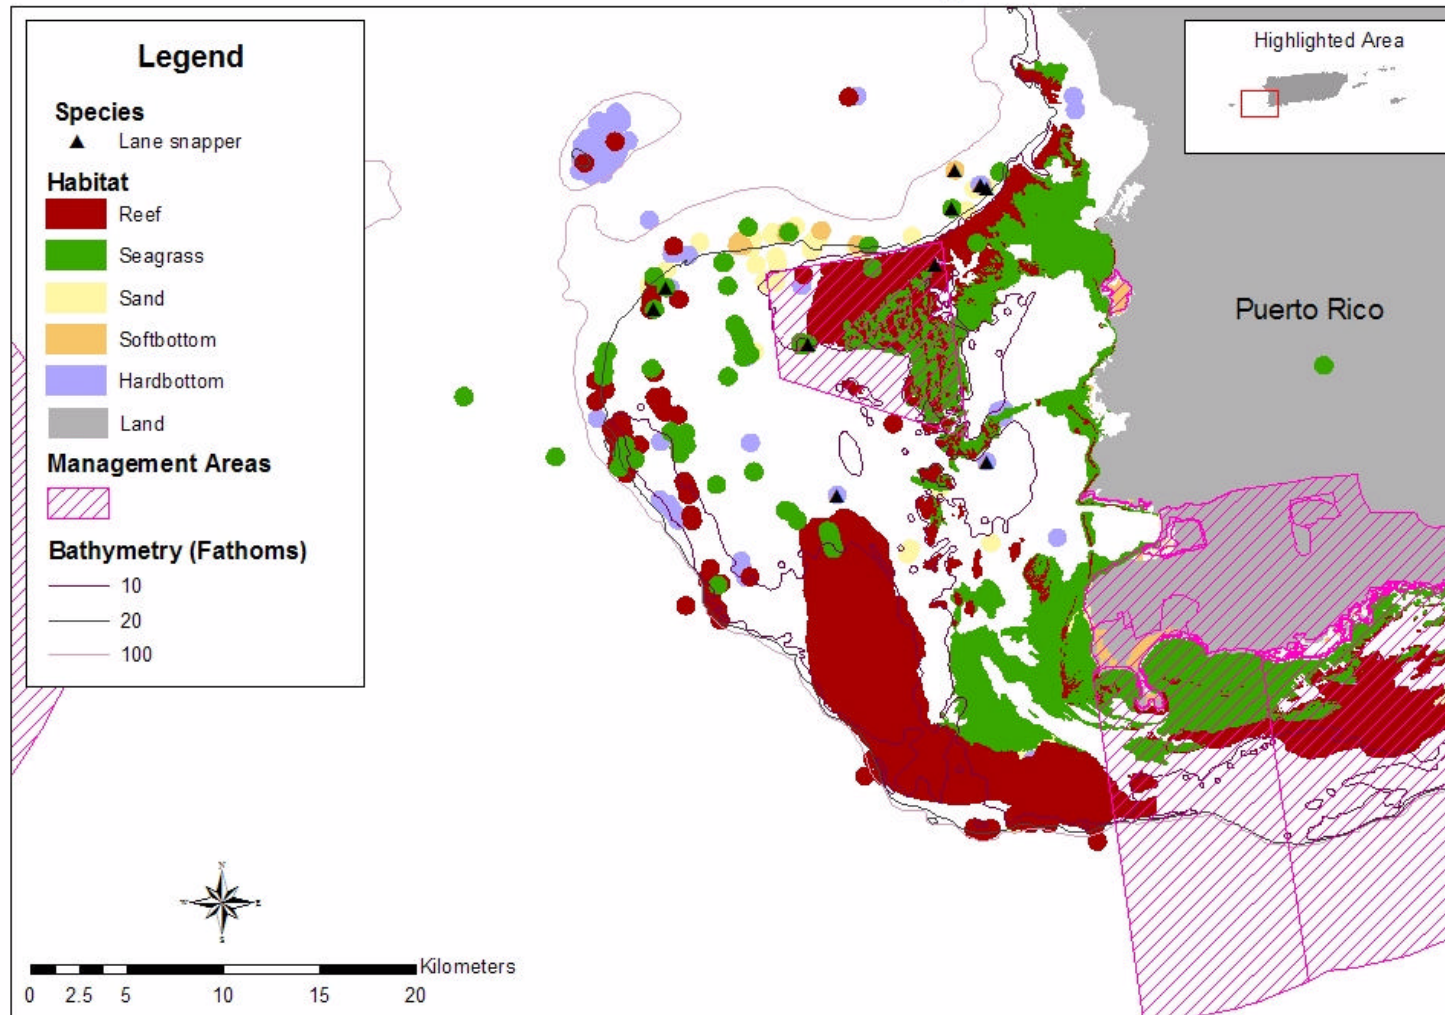 Legend
Species
Lane snapper
Habitat
Reef
Seagrass
Sand
Softbottom
Hardbottom
Land
Management Areas
Bathymetry (Fathoms)
10
20
100
Highlighted Area
Puerto Rico
N
W
E
S
Kilometers
0 2.5 5 10 15 20